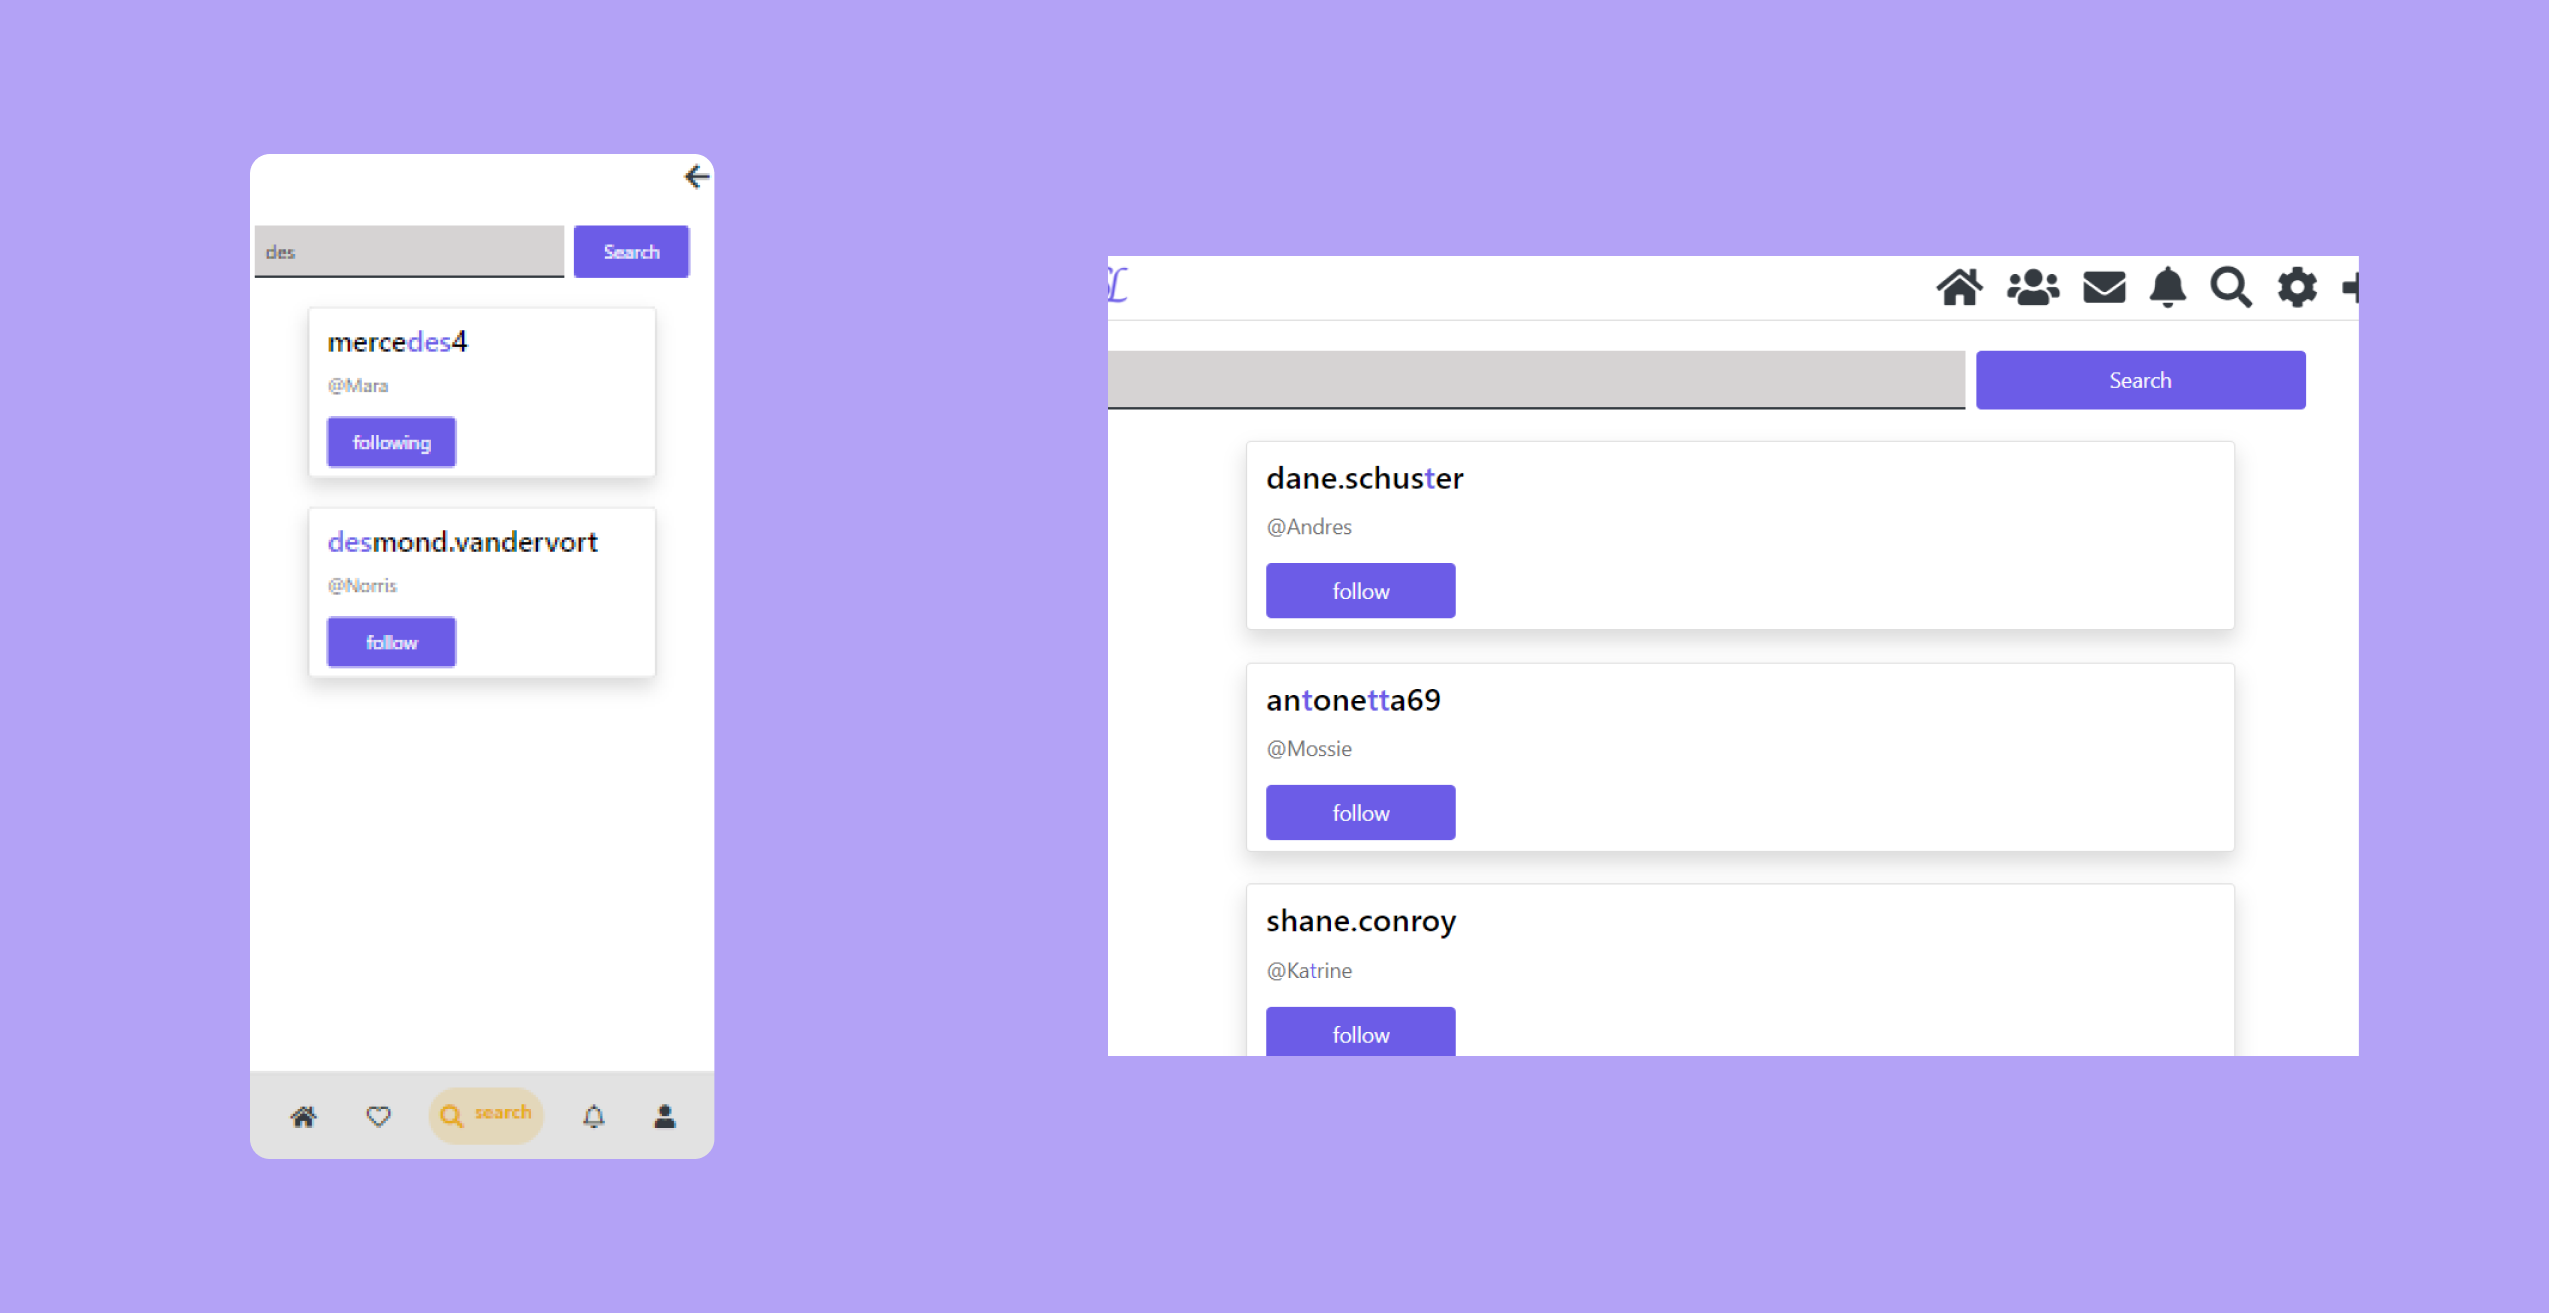 des
Search
mercedes4
@Mara
following
desmond.vandervort
@Norris
follow
search
L
Search
dane.schuster
@Andres
follow
antonetta69
@Mossie
follow
shane.conroy
@Katrine
follow